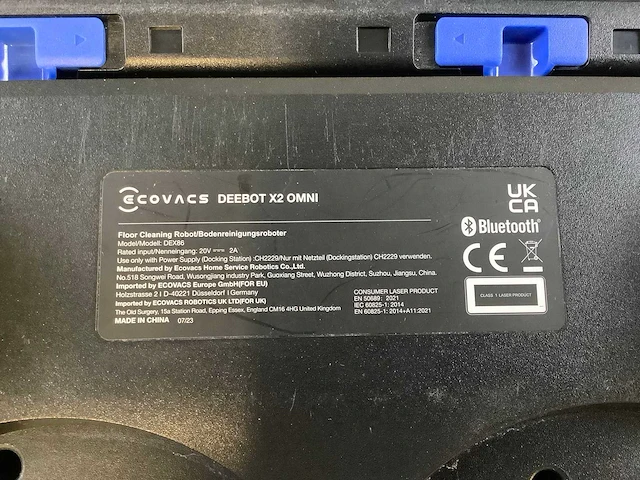 ECOVACS DEEBOT X2 OMNI
UK
CA
Floor Cleaning Robot/Bodenreinigungsroboter
Model/Modell: DEX86
Rated input/Nenneingang: 20V 2A
Use only with Power Supply (Docking Station) :CH2229/Nur mit Netzteil (Dockingstation) CH2229 verwenden.
Manufactured by Ecovacs Home Service Robotics Co.,Ltd.
No.518 Songwei Road, Wusongjiang Industry Park, Guoxiang Street, Wuzhong District, Suzhou, Jiangsu, China.
Imported by ECOVACS Europe GmbH(FOR EU)
Holzstrasse 2 I D-40221 Düsseldorf I Germany
Imported by ECOVACS ROBOTICS UK LTD(FOR UK)
The Old Surgery, 15a Station Road, Epping Essex, England CM16 4HG United Kingdom
MADE IN CHINA 07/23
CONSUMER LASER PRODUCT
EN 50689: 2021
IEC 60825-1: 2014
EN 60825-1: 2014+A11:2021
Bluetooth®
CE
CLASS 1 LASER PRODUCT